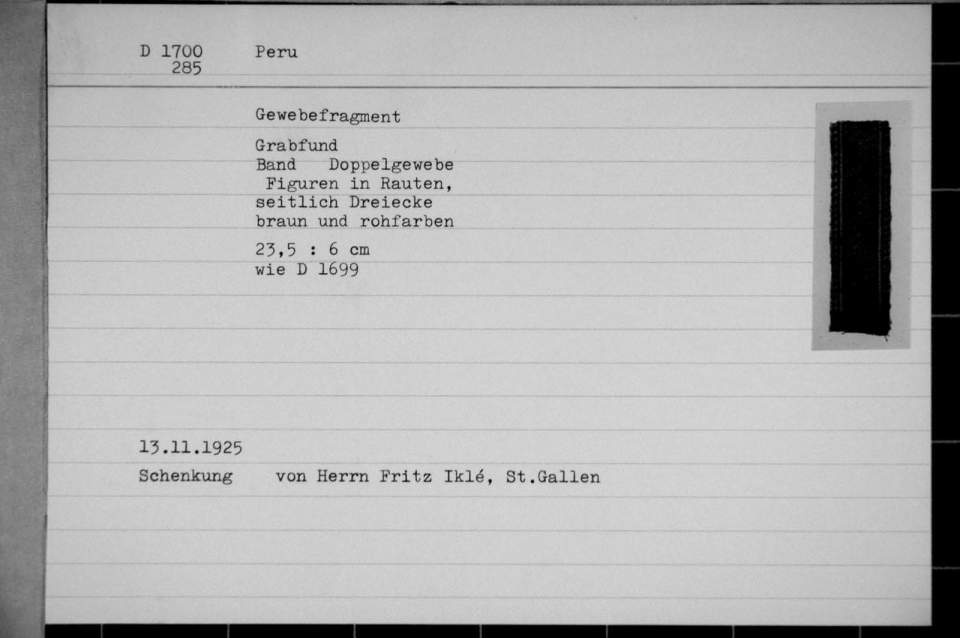 D 1700 Peru
285
Gewebefragment
Grabfund
Band Doppelgewebe
Figuren in Rauten,
seitlich Dreiecke
braun und rohfarben
23,5 : 6 cm
wie D 1699
13.11.1925
Schenkung von Herrn Fritz Iklé, St.Gallen